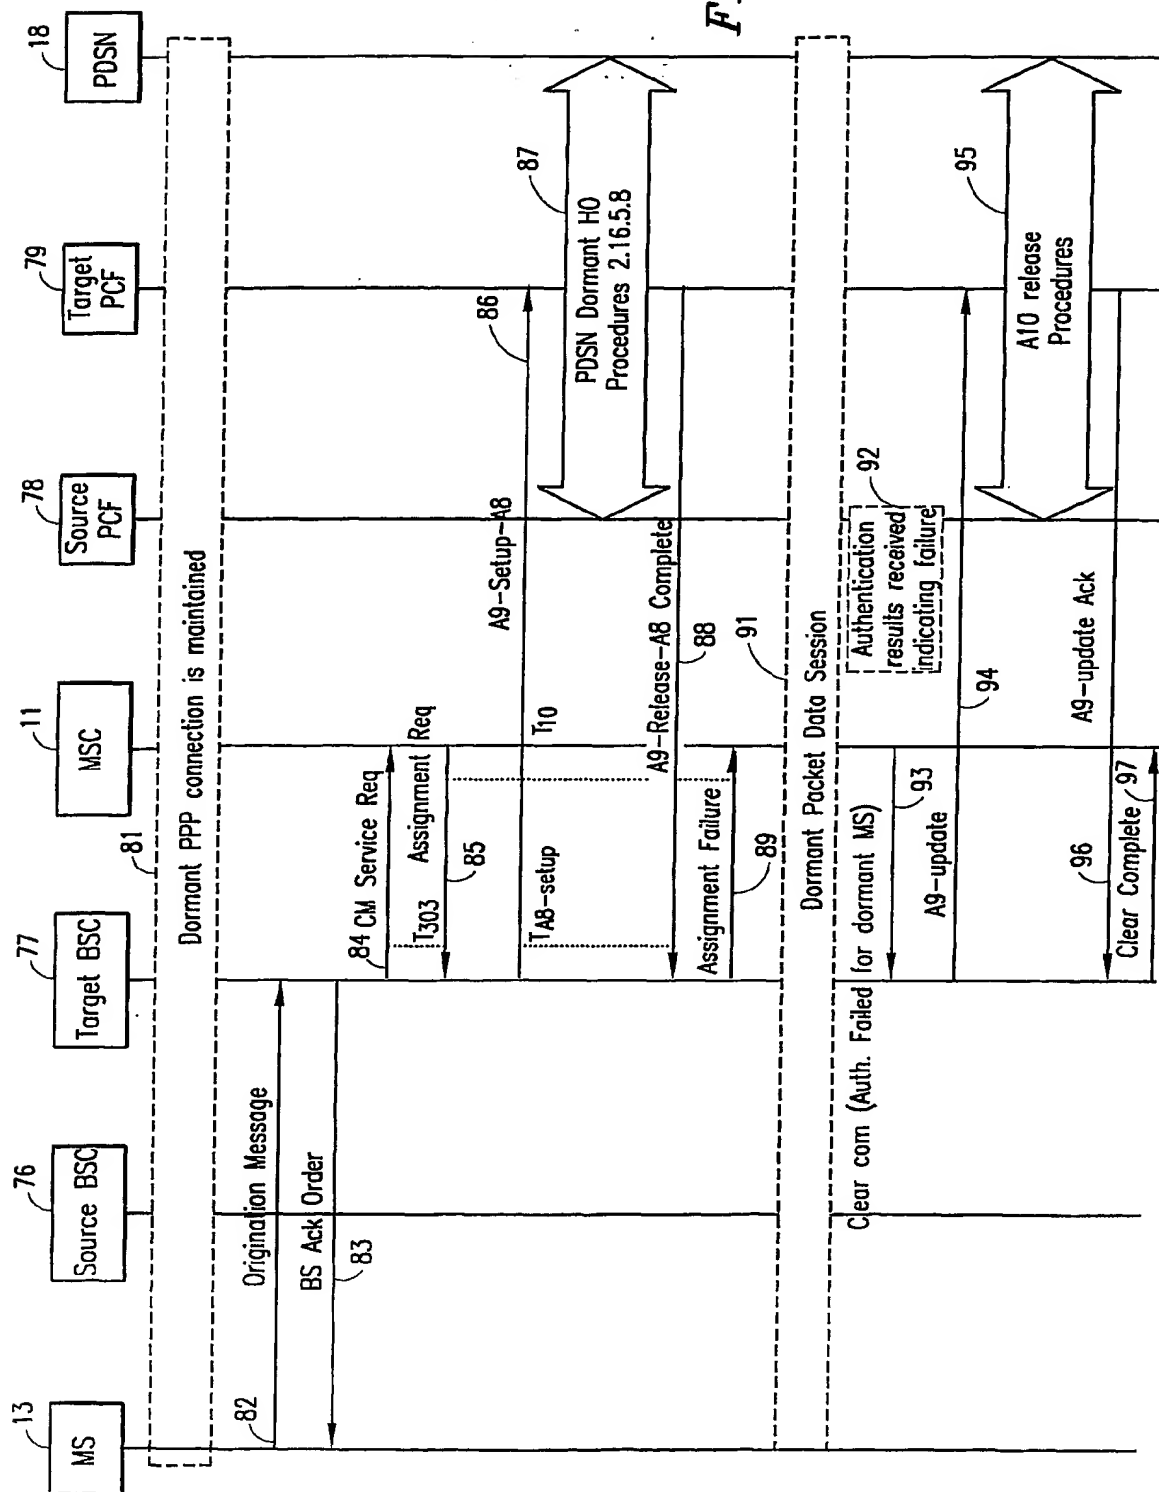 13
MS
76
Source BSC
77
Target BSC
11
MSC
78
Source
PCF
79
Target
PCF
18
PDSN
81
Dormant PPP connection is maintained
82
Origination Message
BS Ack Order
83
84
CM Service Req
T303
Assignment Req
85
A9-Setup-A8
86
TA8-setup
T10
87
PDSN Dormant HO
Procedures 2.16.5.8
A9-Release-A8 Complete
88
Assignment Failure
89
91
Dormant Packet Data Session
92
Authentication
results received
indicating failure
Clear com (Auth. Failed for dormant MS)
93
A9-update
94
95
A10 release
Procedures
A9-update Ack
96
Clear Complete
97